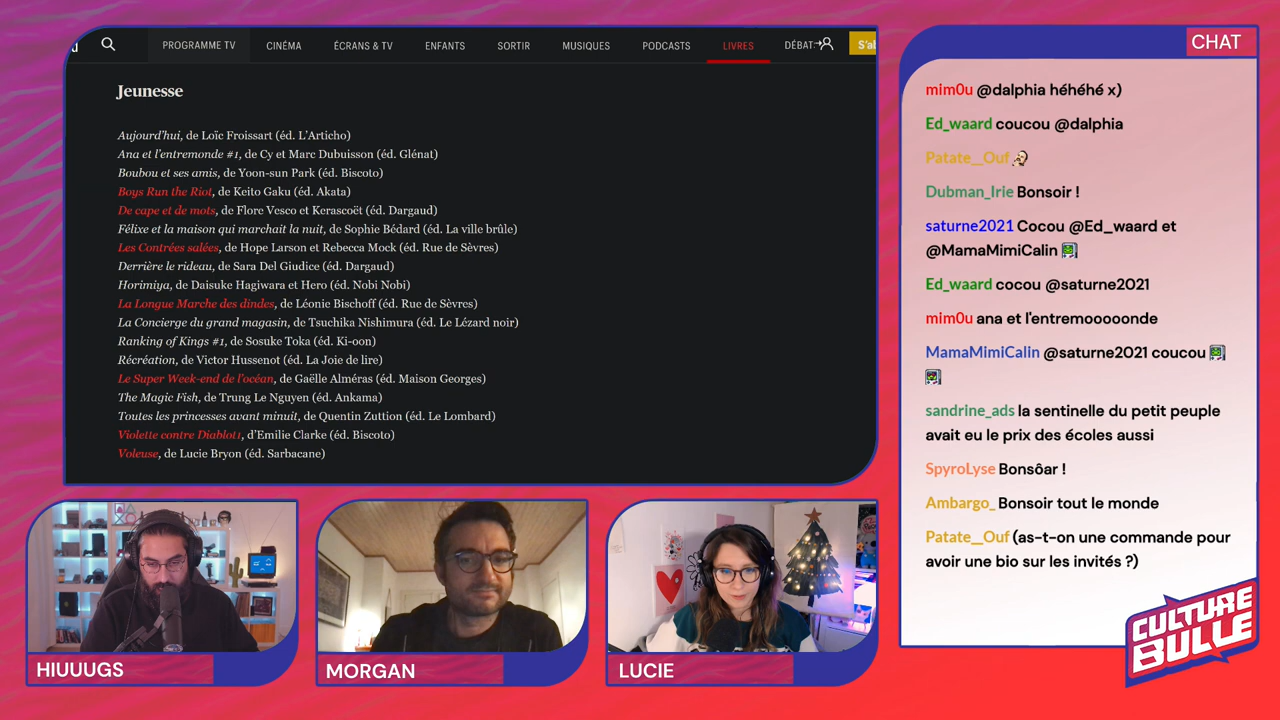 PROGRAMME TV
CINÉMA
ÉCRANS & TV
ENFANTS
SORTIR
MUSIQUES
PODCASTS
LIVRES
DÉBAT
S'ab
Jeunesse
Aujourd'hui, de Loïc Froissart (éd. L'Articho)
Ana et l'entremonde #1, de Cy et Marc Dubuisson (éd. Glénat)
Boubou et ses amis, de Yoon-sun Park (éd. Biscoto)
Boys Run the Riot, de Keito Gaku (éd. Akata)
De cape et de mots, de Flore Vesco et Kerascoët (éd. Dargaud)
Félixe et la maison qui marchait la nuit, de Sophie Bédard (éd. La ville brûle)
Les Contrées salées, de Hope Larson et Rebecca Mock (éd. Rue de Sèvres)
Derrière le rideau, de Sara Del Giudice (éd. Dargaud)
Horimiya, de Daisuke Hagiwara et Hero (éd. Nobi Nobi)
La Longue Marche des dindes, de Léonie Bischoff (éd. Rue de Sèvres)
La Concierge du grand magasin, de Tsuchika Nishimura (éd. Le Lézard noir)
Ranking of Kings #1, de Sosuke Toka (éd. Ki-oon)
Récréation, de Victor Hussenot (éd. La Joie de lire)
Le Super Week-end de l'océan, de Gaëlle Alméras (éd. Maison Georges)
The Magic Fish, de Trung Le Nguyen (éd. Ankama)
Toutes les princesses avant minuit, de Quentin Zuttion (éd. Le Lombard)
Violette contre Diablot1, d'Emilie Clarke (éd. Biscoto)
Voleuse, de Lucie Bryon (éd. Sarbacane)
HIUUUGS
MORGAN
LUCIE
CHAT
mim0u @dalphia héhéhé x)
Ed_waard coucou @dalphia
Patate__Ouf
Dubman_Irie Bonsoir !
saturne2021 Cocou @Ed_waard et
@MamaMimiCalin
Ed_waard cocou @saturne2021
mim0u ana et l'entremooooonde
MamaMimiCalin @saturne2021 coucou
sandrine_ads la sentinelle du petit peuple
avait eu le prix des écoles aussi
SpyroLyse Bonsôar !
Ambargo_ Bonsoir tout le monde
Patate__Ouf (as-t-on une commande pour
avoir une bio sur les invités ?)
CULTURE
BULLE